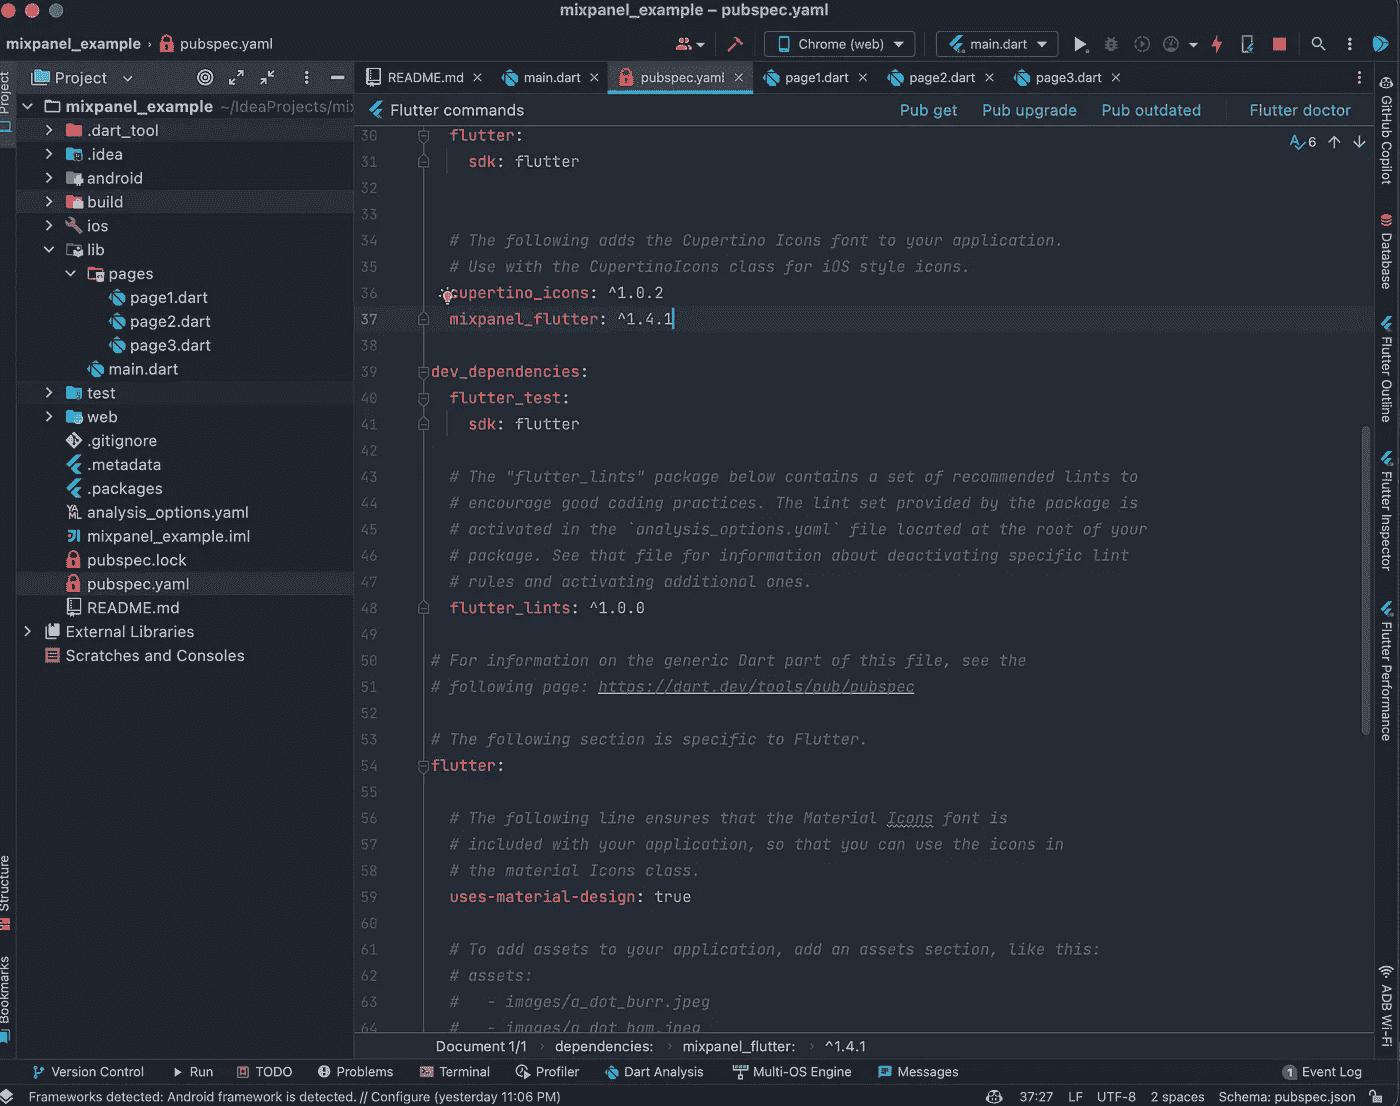 mixpanel_example – pubspec.yaml
mixpanel_example › pubspec.yaml
Chrome (web)
main.dart
Project
Project
README.md
main.dart
pubspec.yaml
page1.dart
page2.dart
page3.dart
mixpanel_example ~/IdeaProjects/mix
.dart_tool
.idea
android
build
ios
lib
pages
page1.dart
page2.dart
page3.dart
main.dart
test
web
.gitignore
.metadata
.packages
analysis_options.yaml
mixpanel_example.iml
pubspec.lock
pubspec.yaml
README.md
External Libraries
Scratches and Consoles
Structure
Bookmarks
Flutter commands
Pub get
Pub upgrade
Pub outdated
Flutter doctor
6
30 flutter:
31 sdk: flutter
32
33
34 # The following adds the Cupertino Icons font to your application.
35 # Use with the CupertinoIcons class for iOS style icons.
36 cupertino_icons: ^1.0.2
37 mixpanel_flutter: ^1.4.1
38
39 dev_dependencies:
40 flutter_test:
41 sdk: flutter
42
43 # The "flutter_lints" package below contains a set of recommended lints to
44 # encourage good coding practices. The lint set provided by the package is
45 # activated in the `analysis_options.yaml` file located at the root of your
46 # package. See that file for information about deactivating specific lint
47 # rules and activating additional ones.
48 flutter_lints: ^1.0.0
49
50 # For information on the generic Dart part of this file, see the
51 # following page: https://dart.dev/tools/pub/pubspec
52
53 # The following section is specific to Flutter.
54 flutter:
55
56 # The following line ensures that the Material Icons font is
57 # included with your application, so that you can use the icons in
58 # the material Icons class.
59 uses-material-design: true
60
61 # To add assets to your application, add an assets section, like this:
62 # assets:
63 # - images/a_dot_burr.jpeg
64 # - images/a_dot_ham.jpeg
GitHub Copilot
Database
Flutter Outline
Flutter Inspector
Flutter Performance
ADB Wi-Fi
Document 1/1 › dependencies: › mixpanel_flutter: › ^1.4.1
Version Control
Run
TODO
Problems
Terminal
Profiler
Dart Analysis
Multi-OS Engine
Messages
1 Event Log
Frameworks detected: Android framework is detected. // Configure (yesterday 11:06 PM)
37:27
LF
UTF-8
2 spaces
Schema: pubspec.json